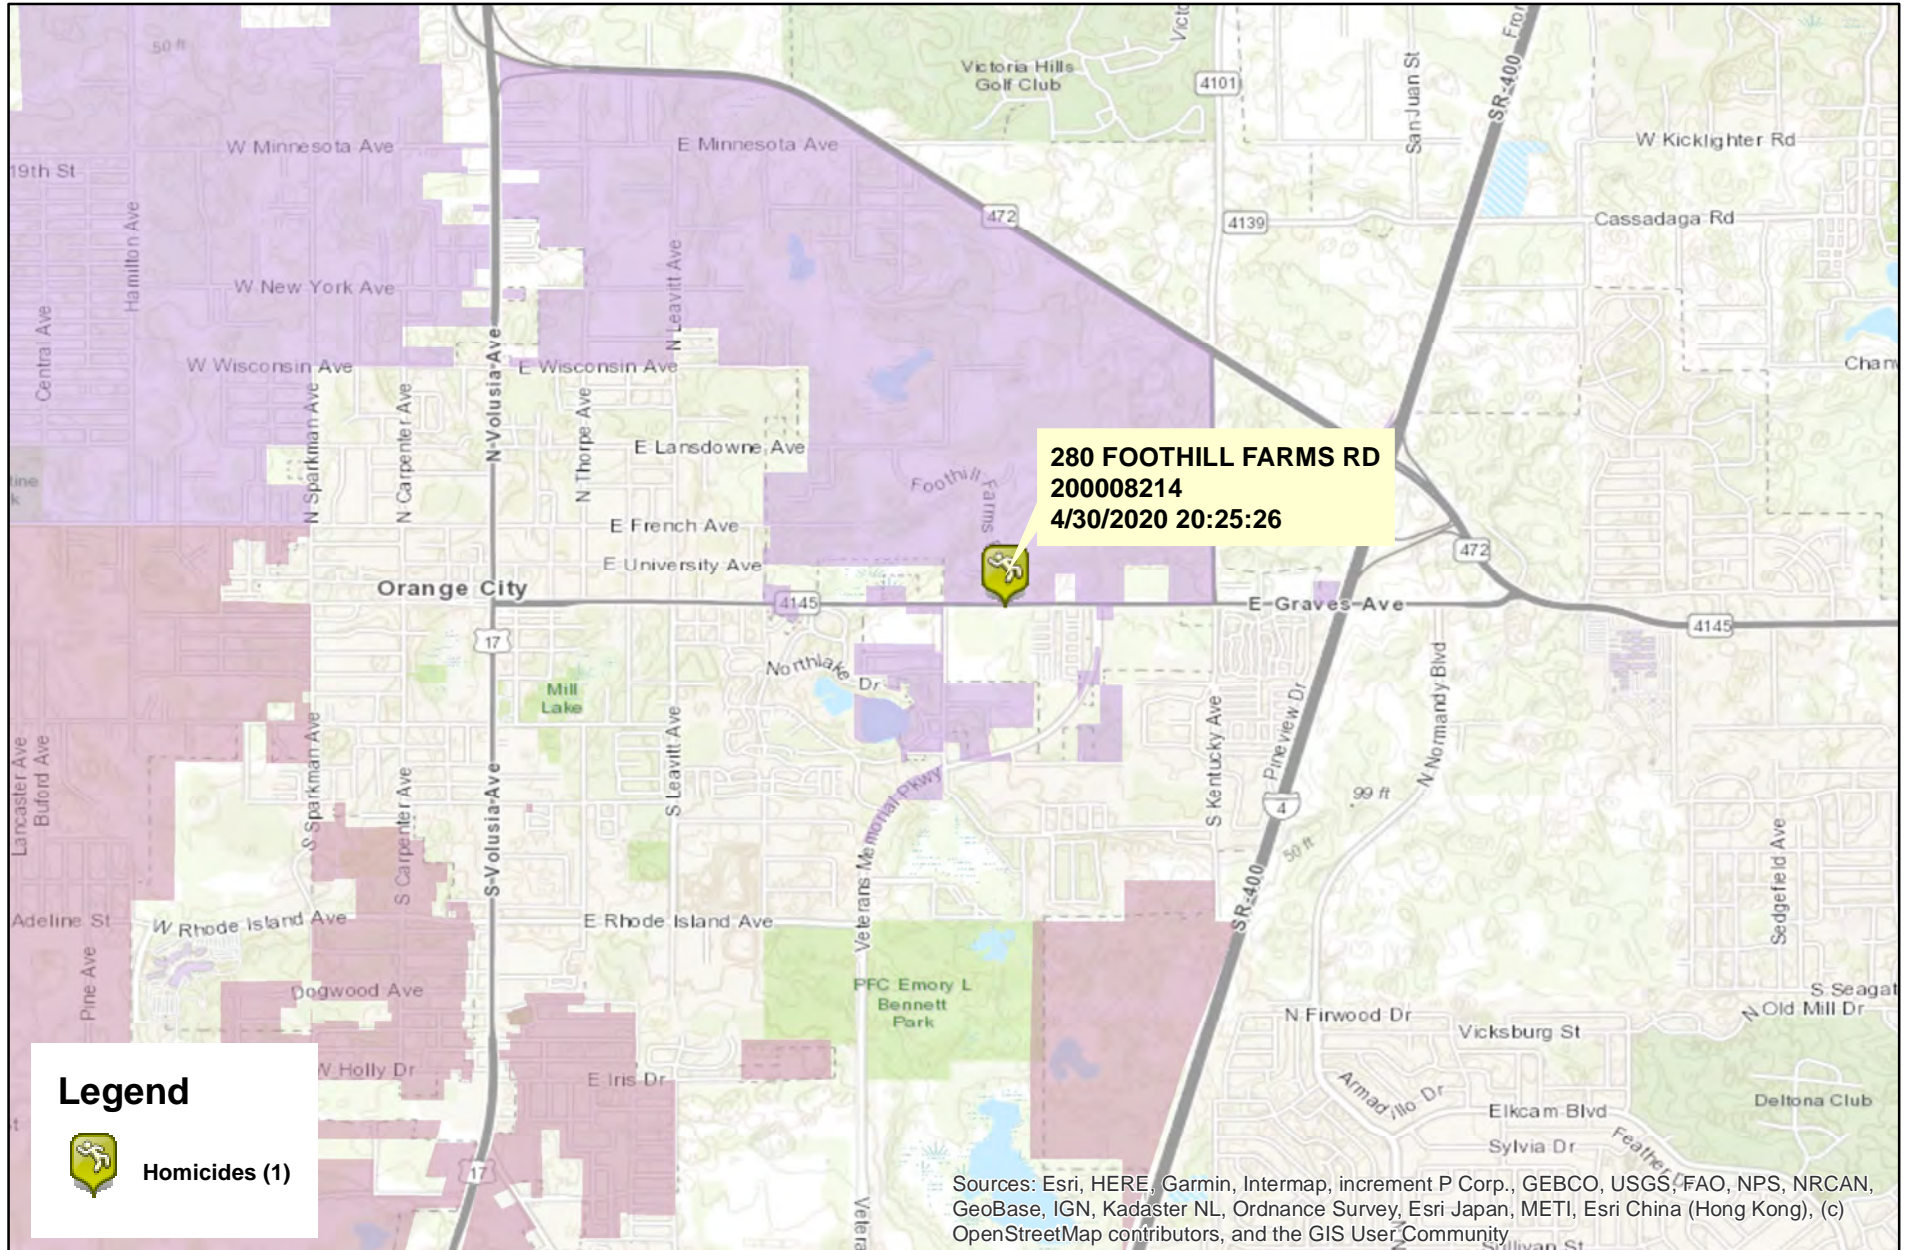 50 ft
Victoria Hills
Golf Club
4101
San Juan St
SR-400
W Minnesota Ave
E Minnesota Ave
W Kicklighter Rd
19th St
Hamilton Ave
472
4139
Cassadaga Rd
N Leavitt Ave
W New York Ave
Central Ave
N Volusia Ave
W Wisconsin Ave
E Wisconsin Ave
N Sparkman Ave
N Carpenter Ave
N Thorpe Ave
E Lansdowne Ave
280 FOOTHILL FARMS RD
200008214
4/30/2020 20:25:26
Foothill Farms
E French Ave
E University Ave
472
Orange City
4145
E Graves Ave
4145
17
Northlake Dr
Mill
Lake
Lancaster Ave
Buford Ave
S Sparkman Ave
S Carpenter Ave
S Volusia Ave
S Leavitt Ave
Veterans Memorial Pkwy
S Kentucky Ave
Pineview Dr
N Normandy Blvd
4
99 ft
50 ft
SR-400
Sedgefield Ave
Adeline St
W Rhode Island Ave
E Rhode Island Ave
Pine Ave
Dogwood Ave
PFC Emory L
Bennett
Park
N Firwood Dr
Vicksburg St
S Seagat
N Old Mill Dr
W Holly Dr
E Iris Dr
Armadillo Dr
Elkcam Blvd
Deltona Club
Sylvia Dr
Feather
17
Legend
Homicides (1)
Sources: Esri, HERE, Garmin, Intermap, increment P Corp., GEBCO, USGS, FAO, NPS, NRCAN,
GeoBase, IGN, Kadaster NL, Ordnance Survey, Esri Japan, METI, Esri China (Hong Kong), (c)
OpenStreetMap contributors, and the GIS User Community
Sullivan St